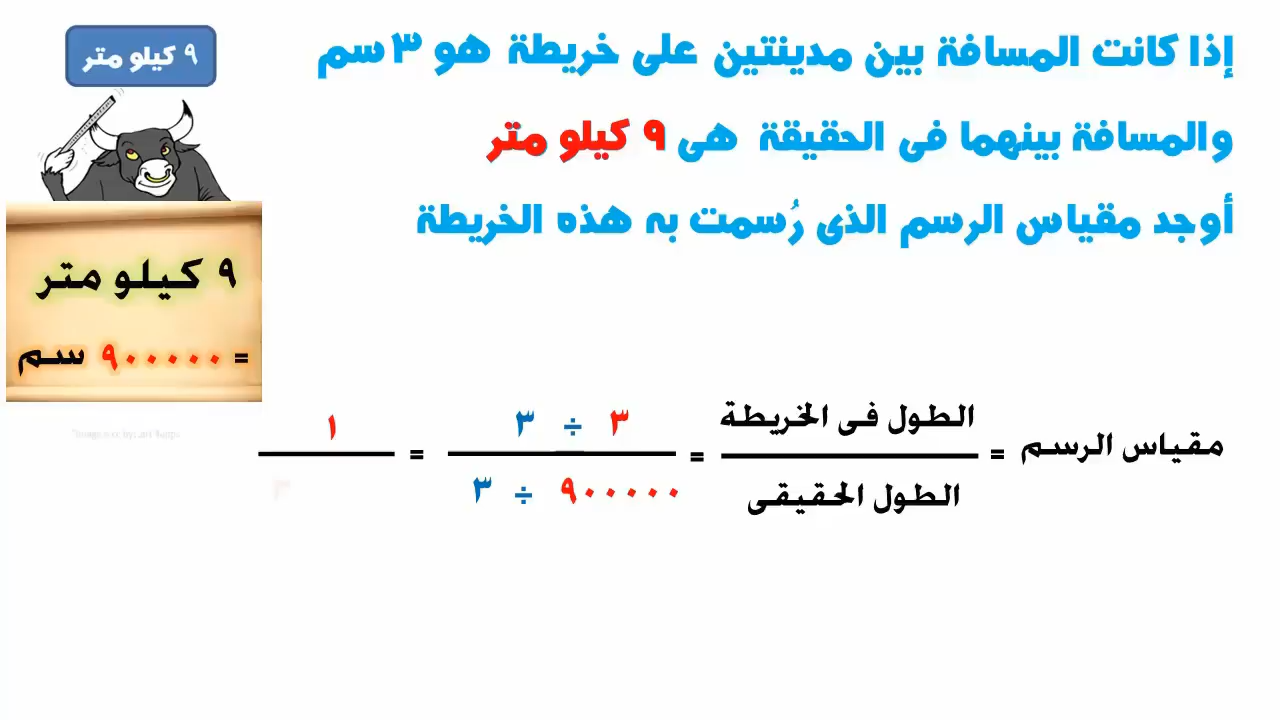 ٩ كيلو متر
إذا كانت المسافة بين مدينتين على خريطة هو ٣ سم
والمسافة بينهما فى الحقيقة هى ٩ كيلو متر
أوجد مقياس الرسم الذى رُسمت به هذه الخريطة
٩ كيلو متر
= ٩٠٠٠٠٠ سم
مقياس الرسم = الطول فى الخريطة = ٣ ÷ ٣ = ١
الطول الحقيقى ٩٠٠٠٠٠ ÷ ٣ ٣